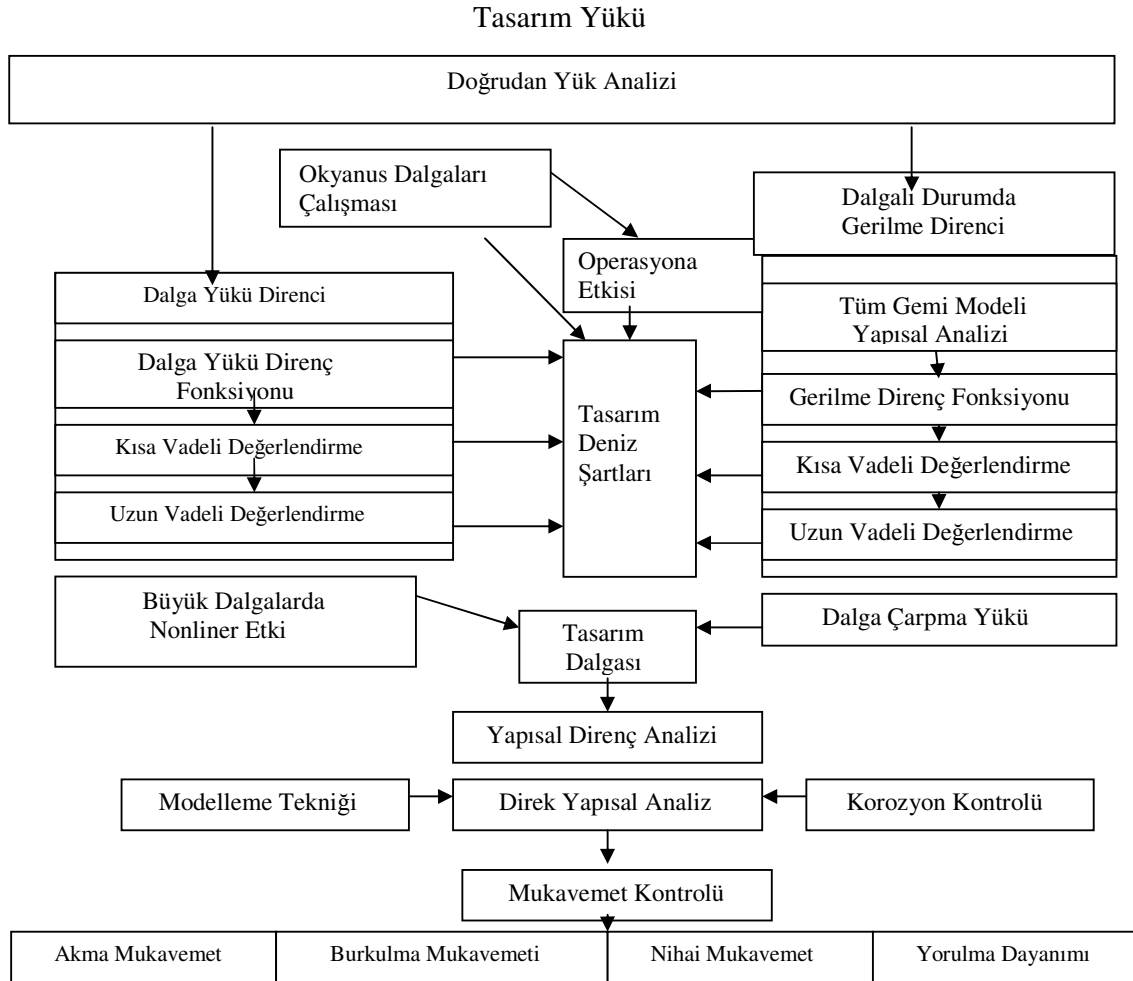 Tasarım Yükü
Doğrudan Yük Analizi
Okyanus Dalgaları
Çalışması
Dalgalı Durumda
Gerilme Direnci
Operasyona
Etkisi
Dalga Yükü Direnci
Tüm Gemi Modeli
Yapısal Analizi
Dalga Yükü Direnç
Fonksiyonu
Gerilme Direnç Fonksiyonu
Tasarım
Deniz
Şartları
Kısa Vadeli Değerlendirme
Kısa Vadeli Değerlendirme
Uzun Vadeli Değerlendirme
Uzun Vadeli Değerlendirme
Büyük Dalgalarda
Nonliner Etki
Dalga Çarpma Yükü
Tasarım
Dalgası
Yapısal Direnç Analizi
Modelleme Tekniği
Direk Yapısal Analiz
Korozyon Kontrolü
Mukavemet Kontrolü
Akma Mukavemet
Burkulma Mukavemeti
Nihai Mukavemet
Yorulma Dayanımı